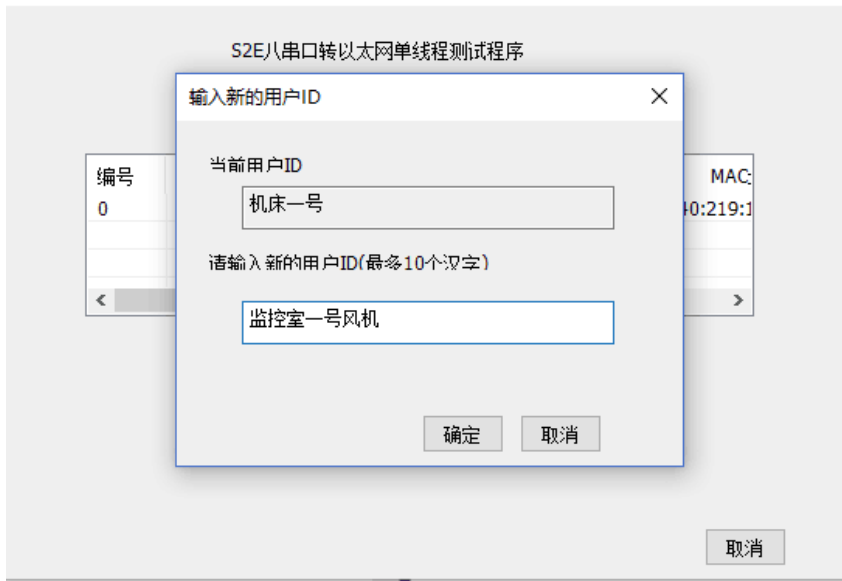 S2E八串口转以太网单线程测试程序
输入新的用户ID
当前用户ID
编号
MAC
机床一号
0
40:219:1
请输入新的用户ID(最多10个汉字)
监控室一号风机
确定
取消
取消